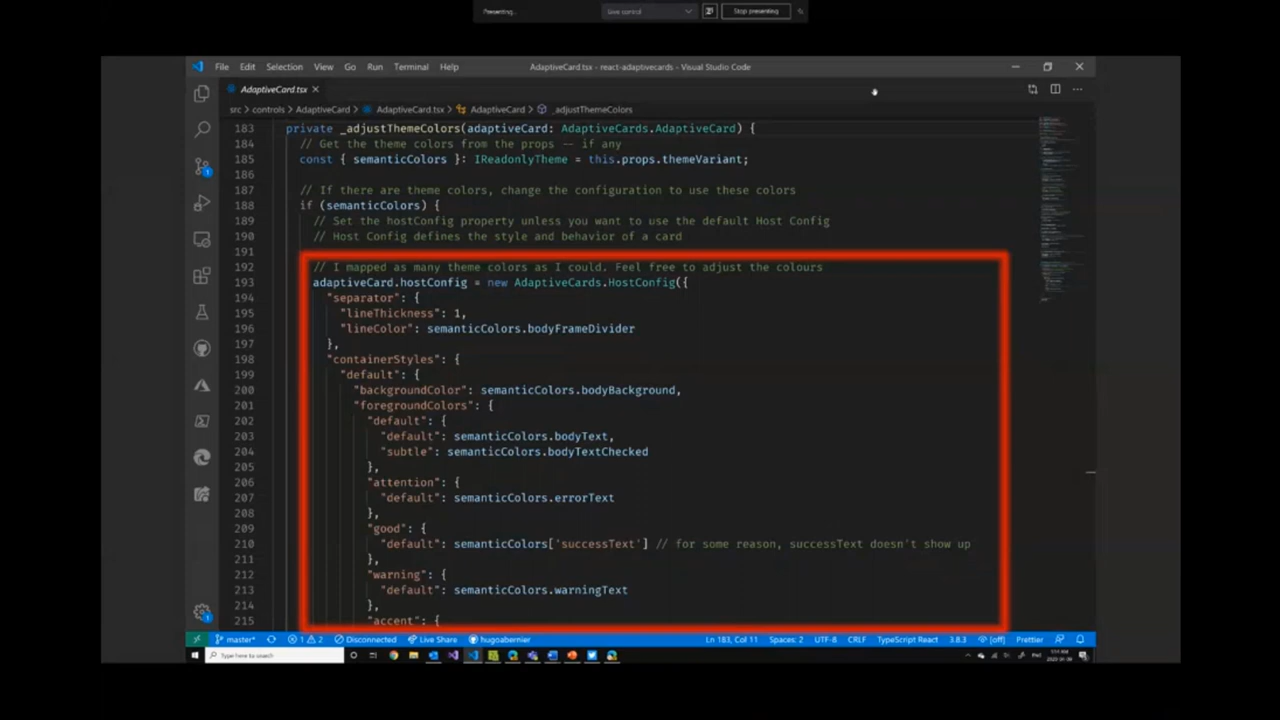 Presenting...
Give control
Stop presenting
File Edit Selection View Go Run Terminal Help
AdaptiveCard.tsx - react-adaptivecards - Visual Studio Code
AdaptiveCard.tsx
src › controls › AdaptiveCard › AdaptiveCard.tsx › AdaptiveCard › _adjustThemeColors
183 private _adjustThemeColors(adaptiveCard: AdaptiveCards.AdaptiveCard) {
184 // Get the theme colors from the props -- if any
185 const { semanticColors }: IReadonlyTheme = this.props.themeVariant;
186
187 // If there are theme colors, change the configuration to use these colors
188 if (semanticColors) {
189 // Set the hostConfig property unless you want to use the default Host Config
190 // Host Config defines the style and behavior of a card
191
192 // I mapped as many theme colors as I could. Feel free to adjust the colours
193 adaptiveCard.hostConfig = new AdaptiveCards.HostConfig({
194 "separator": {
195 "lineThickness": 1,
196 "lineColor": semanticColors.bodyFrameDivider
197 },
198 "containerStyles": {
199 "default": {
200 "backgroundColor": semanticColors.bodyBackground,
201 "foregroundColors": {
202 "default": {
203 "default": semanticColors.bodyText,
204 "subtle": semanticColors.bodyTextChecked
205 },
206 "attention": {
207 "default": semanticColors.errorText
208 },
209 "good": {
210 "default": semanticColors['successText'] // for some reason, successText doesn't show up
211 },
212 "warning": {
213 "default": semanticColors.warningText
214 },
215 "accent": {
master* 1 2 Disconnected Live Share hugoabernier Ln 183, Col 11 Spaces: 2 UTF-8 CRLF TypeScript React 3.8.3 [off] Prettier
Type here to search